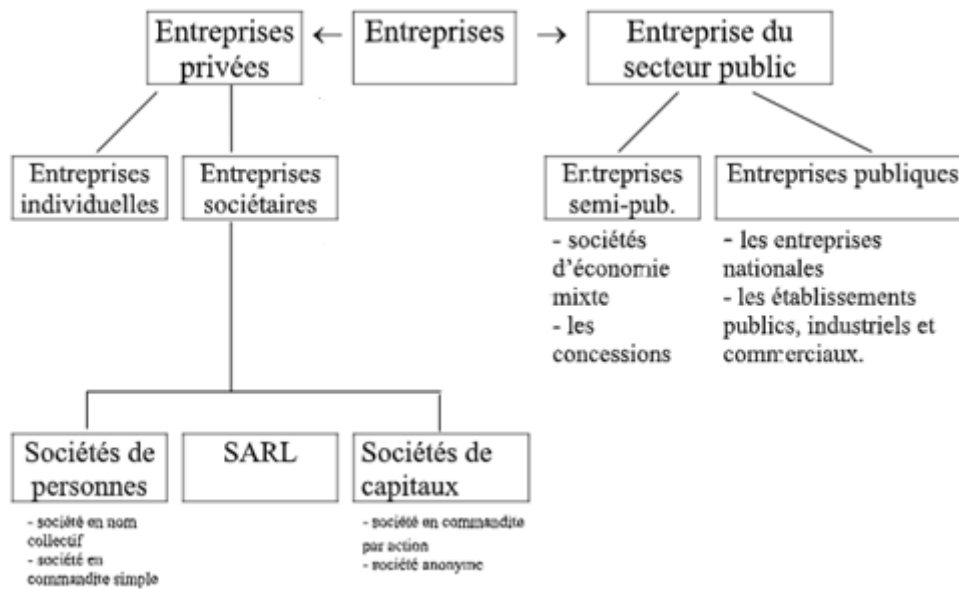 Entreprises
privées
←
Entreprises
→
Entreprise du
secteur public
Entreprises
individuelles
Entreprises
sociétaires
Er.treprises
semi-pub.
- sociétés
d'économie
mixte
- les
concessions
Entreprises publiques
- les entreprises
nationales
- les établissements
publics, industriels et
commerciaux.
Sociétés de
personnes
- société en nom
collectif
- société en
commandite simple
SARL
Sociétés de
capitaux
- société en commandite
par action
- société anonyme